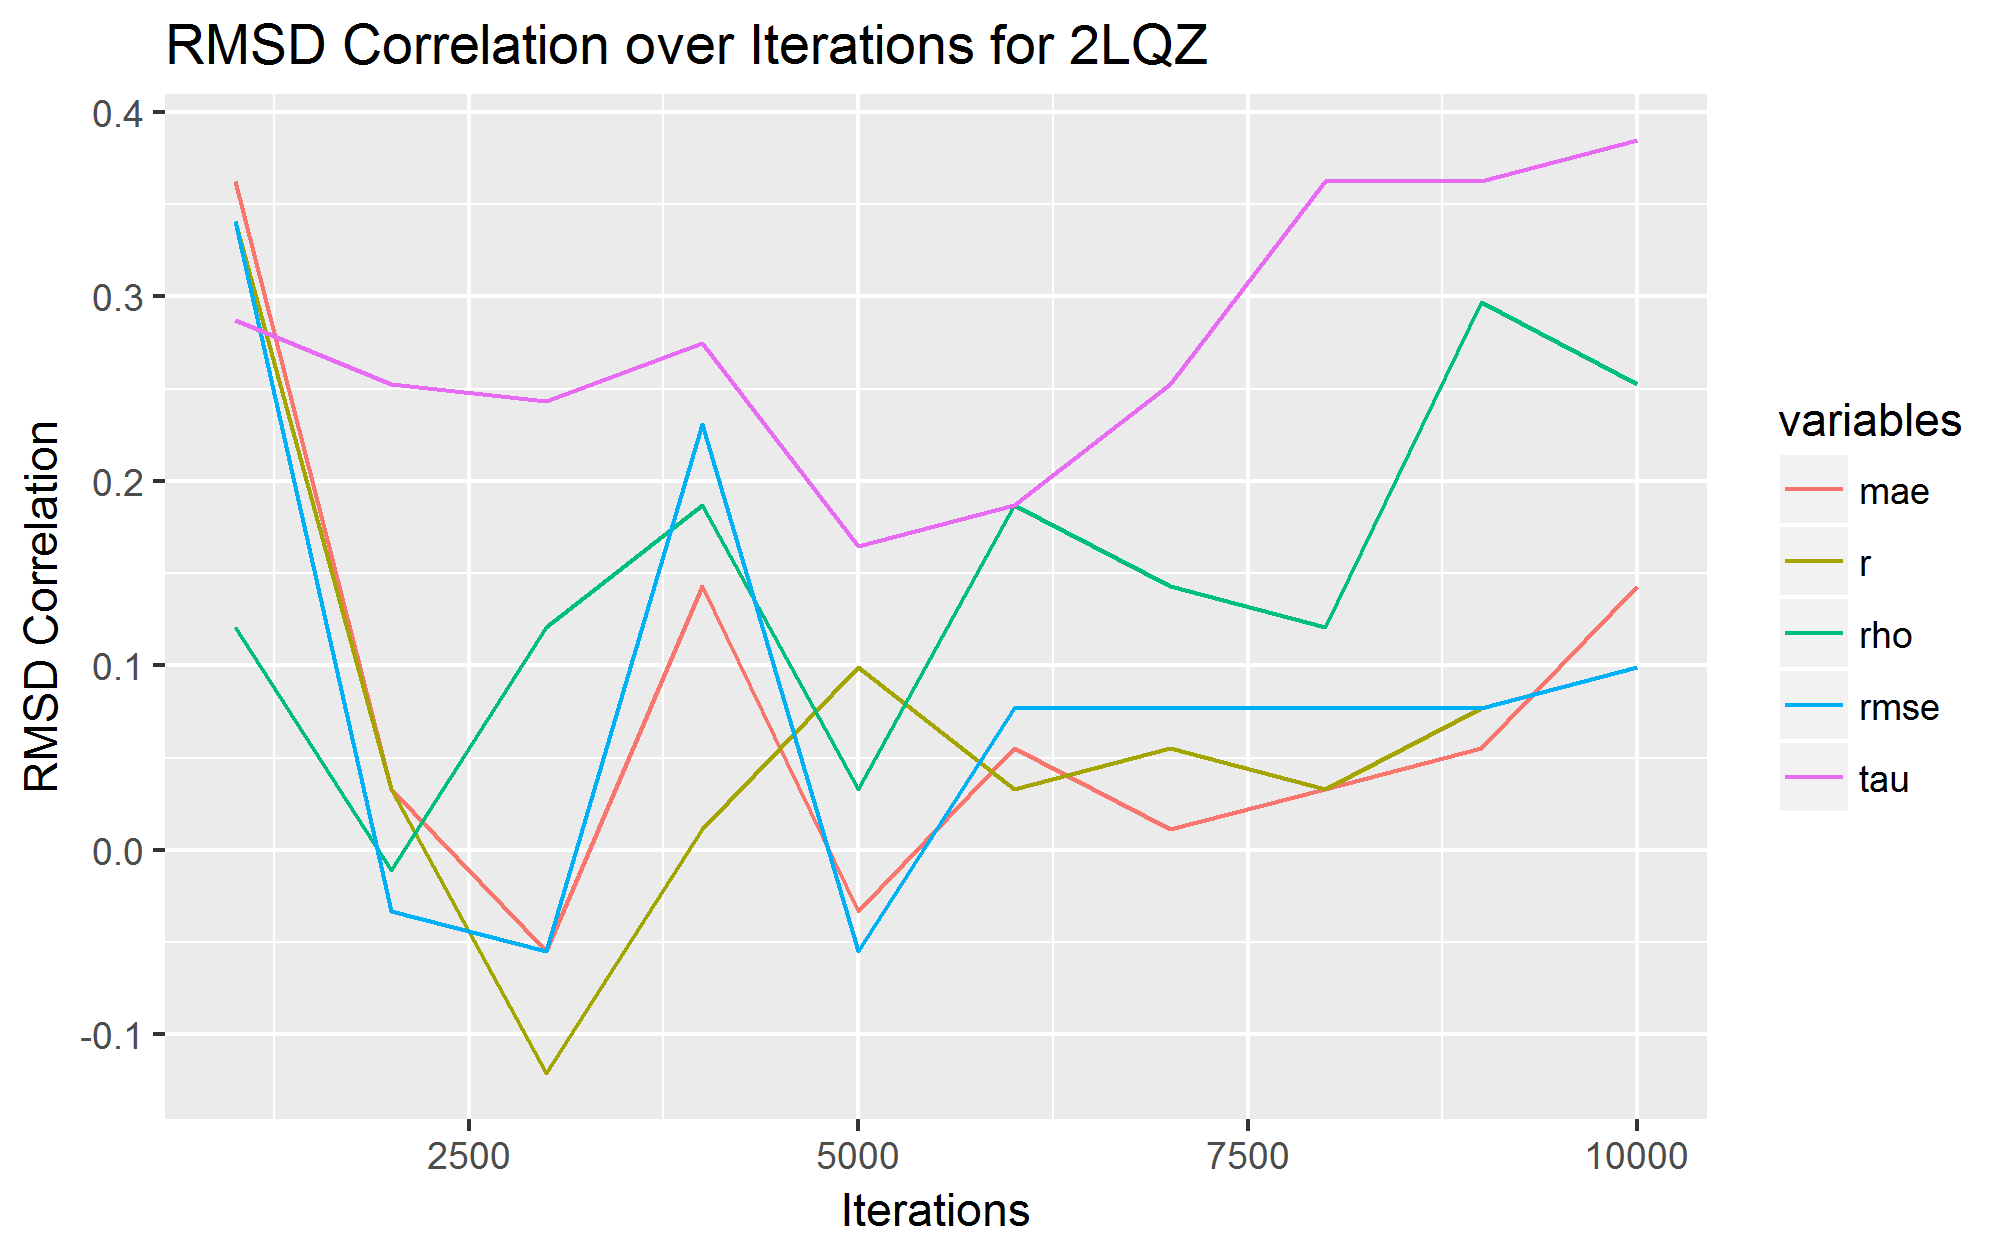 RMSD Correlation over Iterations for 2LQZ
0.4
0.3
0.2
0.1
0.0
-0.1
RMSD Correlation
2500
5000
7500
10000
Iterations
variables
mae
r
rho
rmse
tau